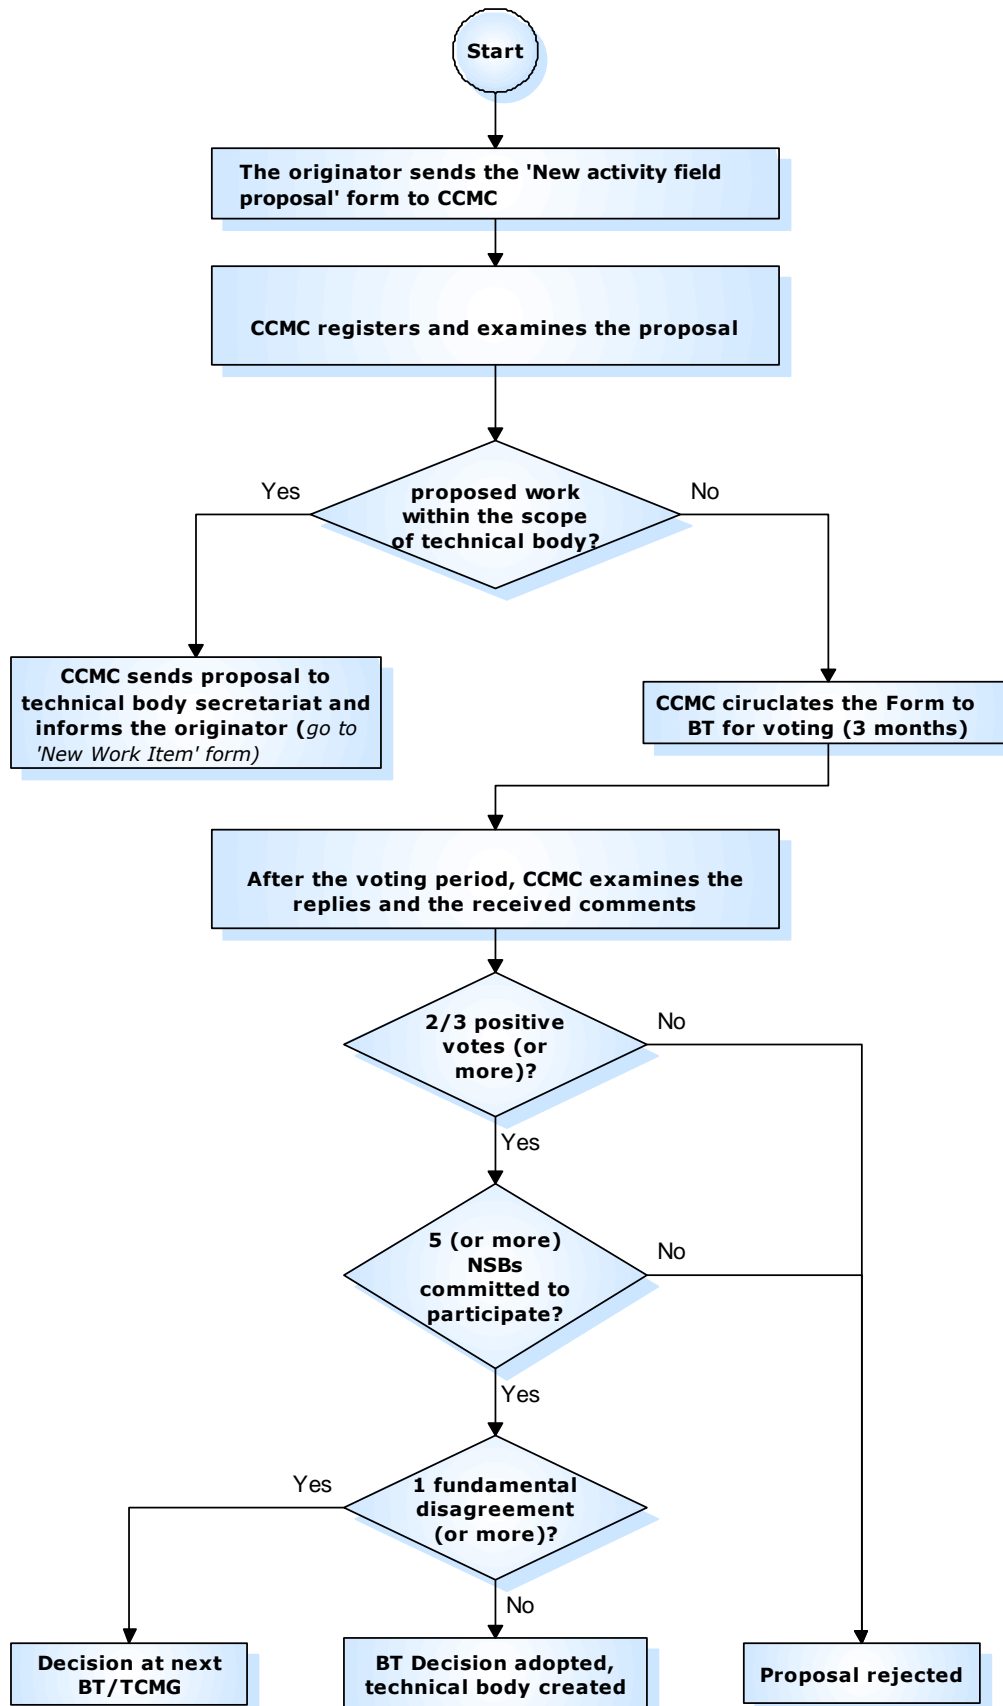 Start
The originator sends the 'New activity field
proposal' form to CCMC
CCMC registers and examines the proposal
proposed work
within the scope
of technical body?
Yes
No
CCMC sends proposal to
technical body secretariat and
informs the originator (go to
'New Work Item' form)
CCMC ciruclates the Form to
BT for voting (3 months)
After the voting period, CCMC examines the
replies and the received comments
2/3 positive
votes (or
more)?
No
Yes
5 (or more)
NSBs
committed to
participate?
No
Yes
1 fundamental
disagreement
(or more)?
Yes
No
Decision at next
BT/TCMG
BT Decision adopted,
technical body created
Proposal rejected